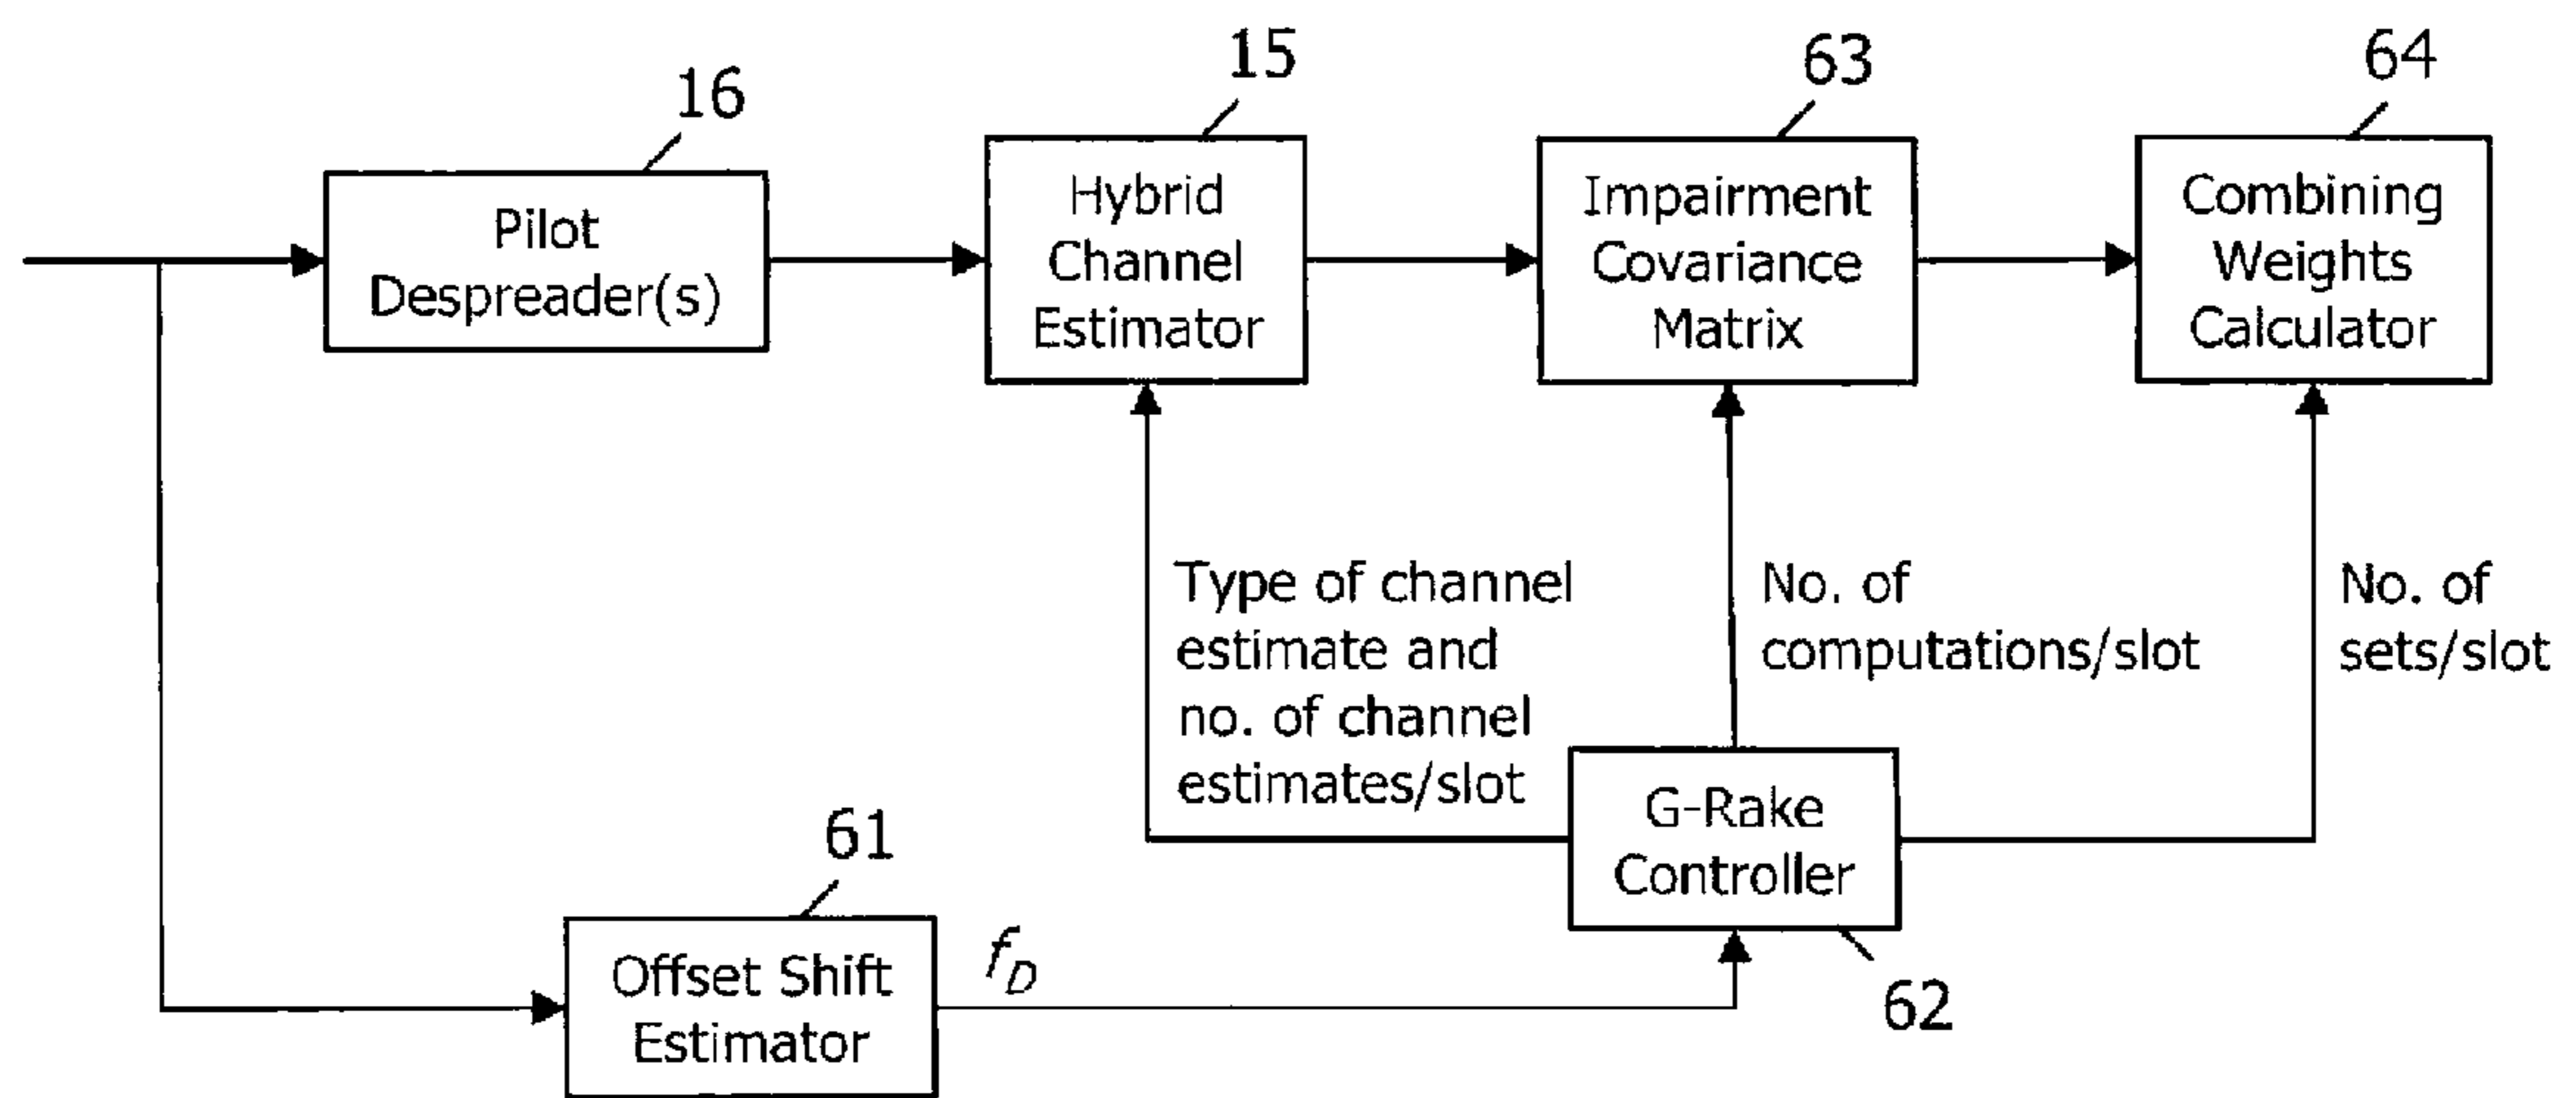 16
Pilot
Despreader(s)
15
Hybrid
Channel
Estimator
63
Impairment
Covariance
Matrix
64
Combining
Weights
Calculator
Type of channel
estimate and
no. of channel
estimates/slot
No. of
computations/slot
No. of
sets/slot
G-Rake
Controller
62
61
Offset Shift
Estimator
f_D